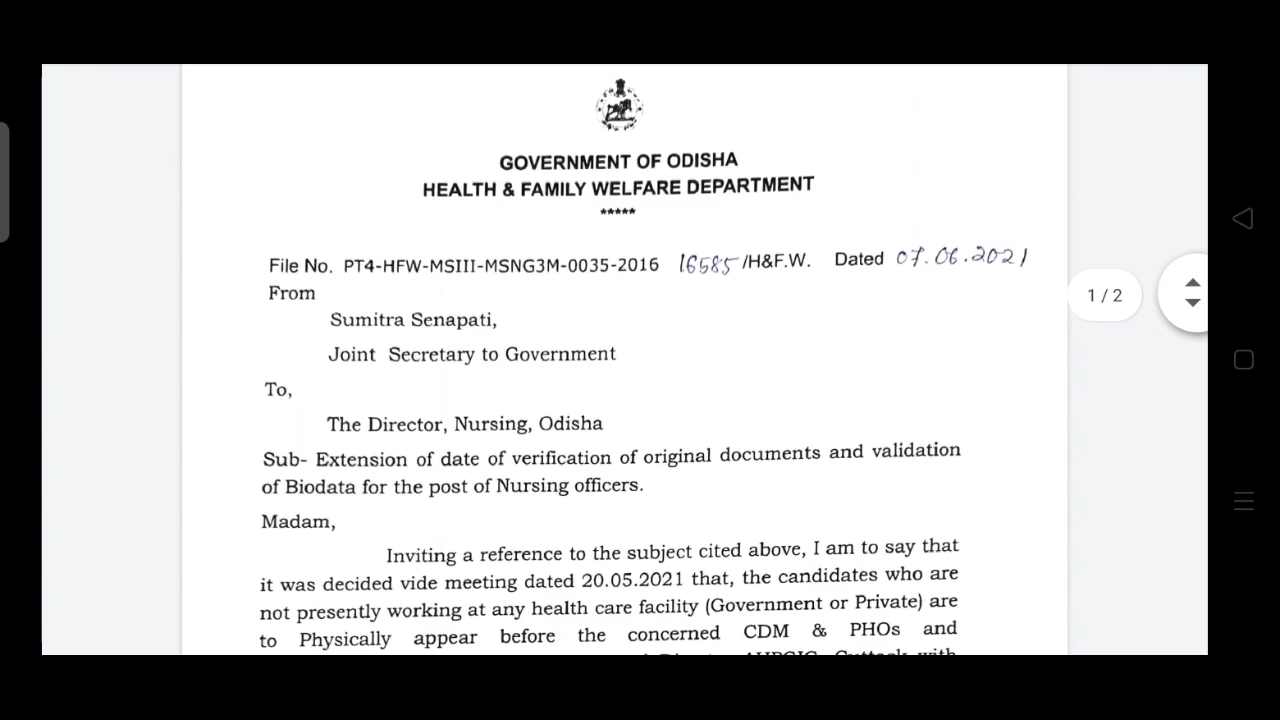 GOVERNMENT OF ODISHA
HEALTH & FAMILY WELFARE DEPARTMENT
*****
File No. PT4-HFW-MSIII-MSNG3M-0035-2016 16585/H&F.W. Dated 07.06.2021
From
Sumitra Senapati,
Joint Secretary to Government
1 / 2
To,
The Director, Nursing, Odisha
Sub- Extension of date of verification of original documents and validation
of Biodata for the post of Nursing officers.
Madam,
Inviting a reference to the subject cited above, I am to say that
it was decided vide meeting dated 20.05.2021 that, the candidates who are
not presently working at any health care facility (Government or Private) are
to Physically appear before the concerned CDM & PHOs and
Cuttack with